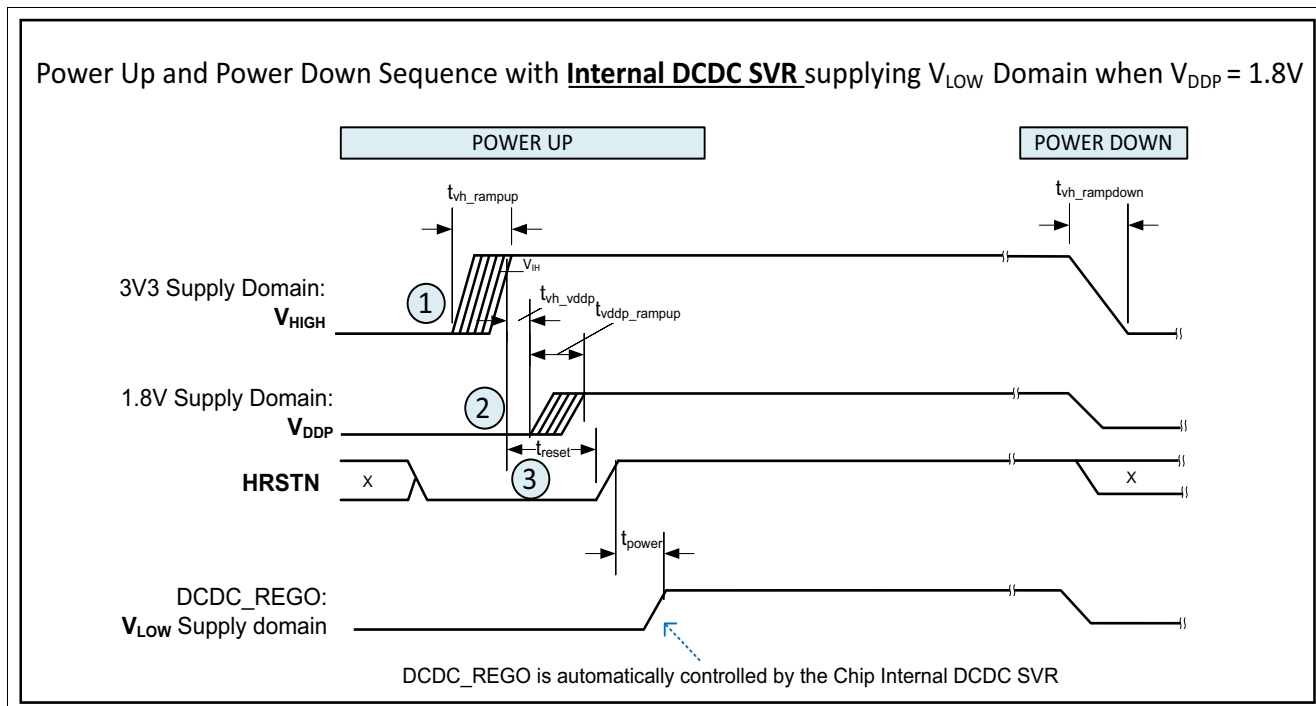 Power Up and Power Down Sequence with Internal DCDC SVR supplying VLOW Domain when VDDP = 1.8V
POWER UP
POWER DOWN
tvh_rampup
tvh_rampdown
VIH
3V3 Supply Domain:
VHIGH
1
tvh_vddp
tvddp_rampup
1.8V Supply Domain:
VDDP
2
treset
HRSTN
X
3
X
tpower
DCDC_REGO:
VLOW Supply domain
DCDC_REGO is automatically controlled by the Chip Internal DCDC SVR